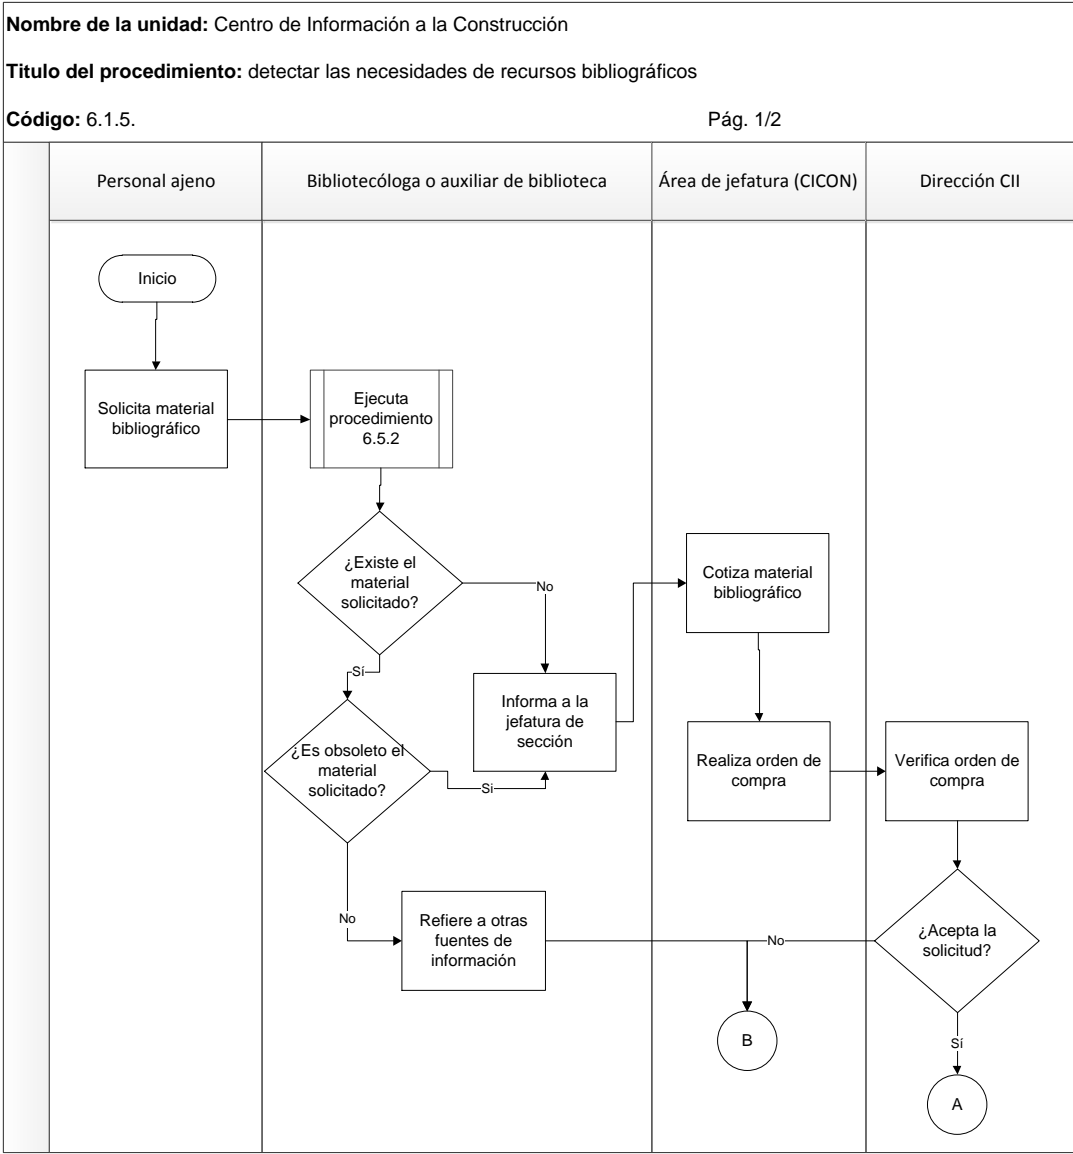 Nombre de la unidad: Centro de Información a la Construcción
Titulo del procedimiento: detectar las necesidades de recursos bibliográficos
Código: 6.1.5. Pág. 1/2
Personal ajeno
Bibliotecóloga o auxiliar de biblioteca
Área de jefatura (CICON)
Dirección CII
Inicio
Solicita material
bibliográfico
Ejecuta
procedimiento
6.5.2
¿Existe el
material
solicitado?
No
Sí
Informa a la
jefatura de
sección
¿Es obsoleto el
material
solicitado?
Si
No
Refiere a otras
fuentes de
información
Cotiza material
bibliográfico
Realiza orden de
compra
Verifica orden de
compra
¿Acepta la
solicitud?
No
Sí
B
A